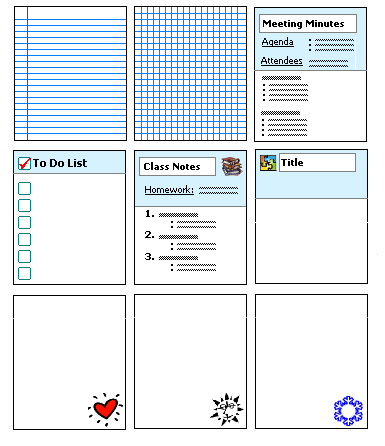 Meeting Minutes
Agenda :
Attendees
To Do List
Class Notes
Homework:
1.
2.
3.
Title